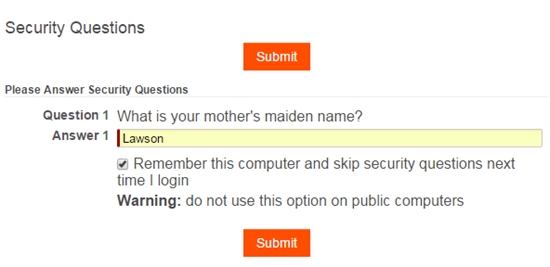 Security Questions
Submit
Please Answer Security Questions
Question 1 What is your mother's maiden name?
Answer 1 Lawson
Remember this computer and skip security questions next
time I login
Warning: do not use this option on public computers
Submit